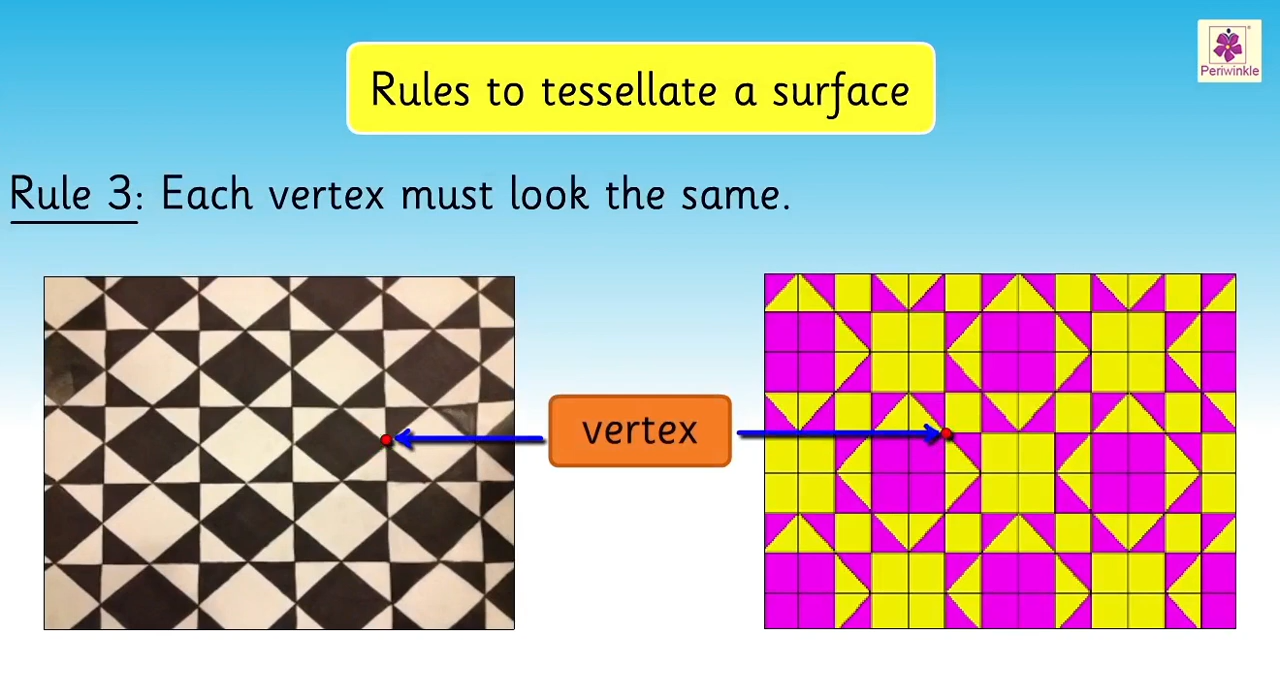 Periwinkle
Rules to tessellate a surface
Rule 3: Each vertex must look the same.
vertex